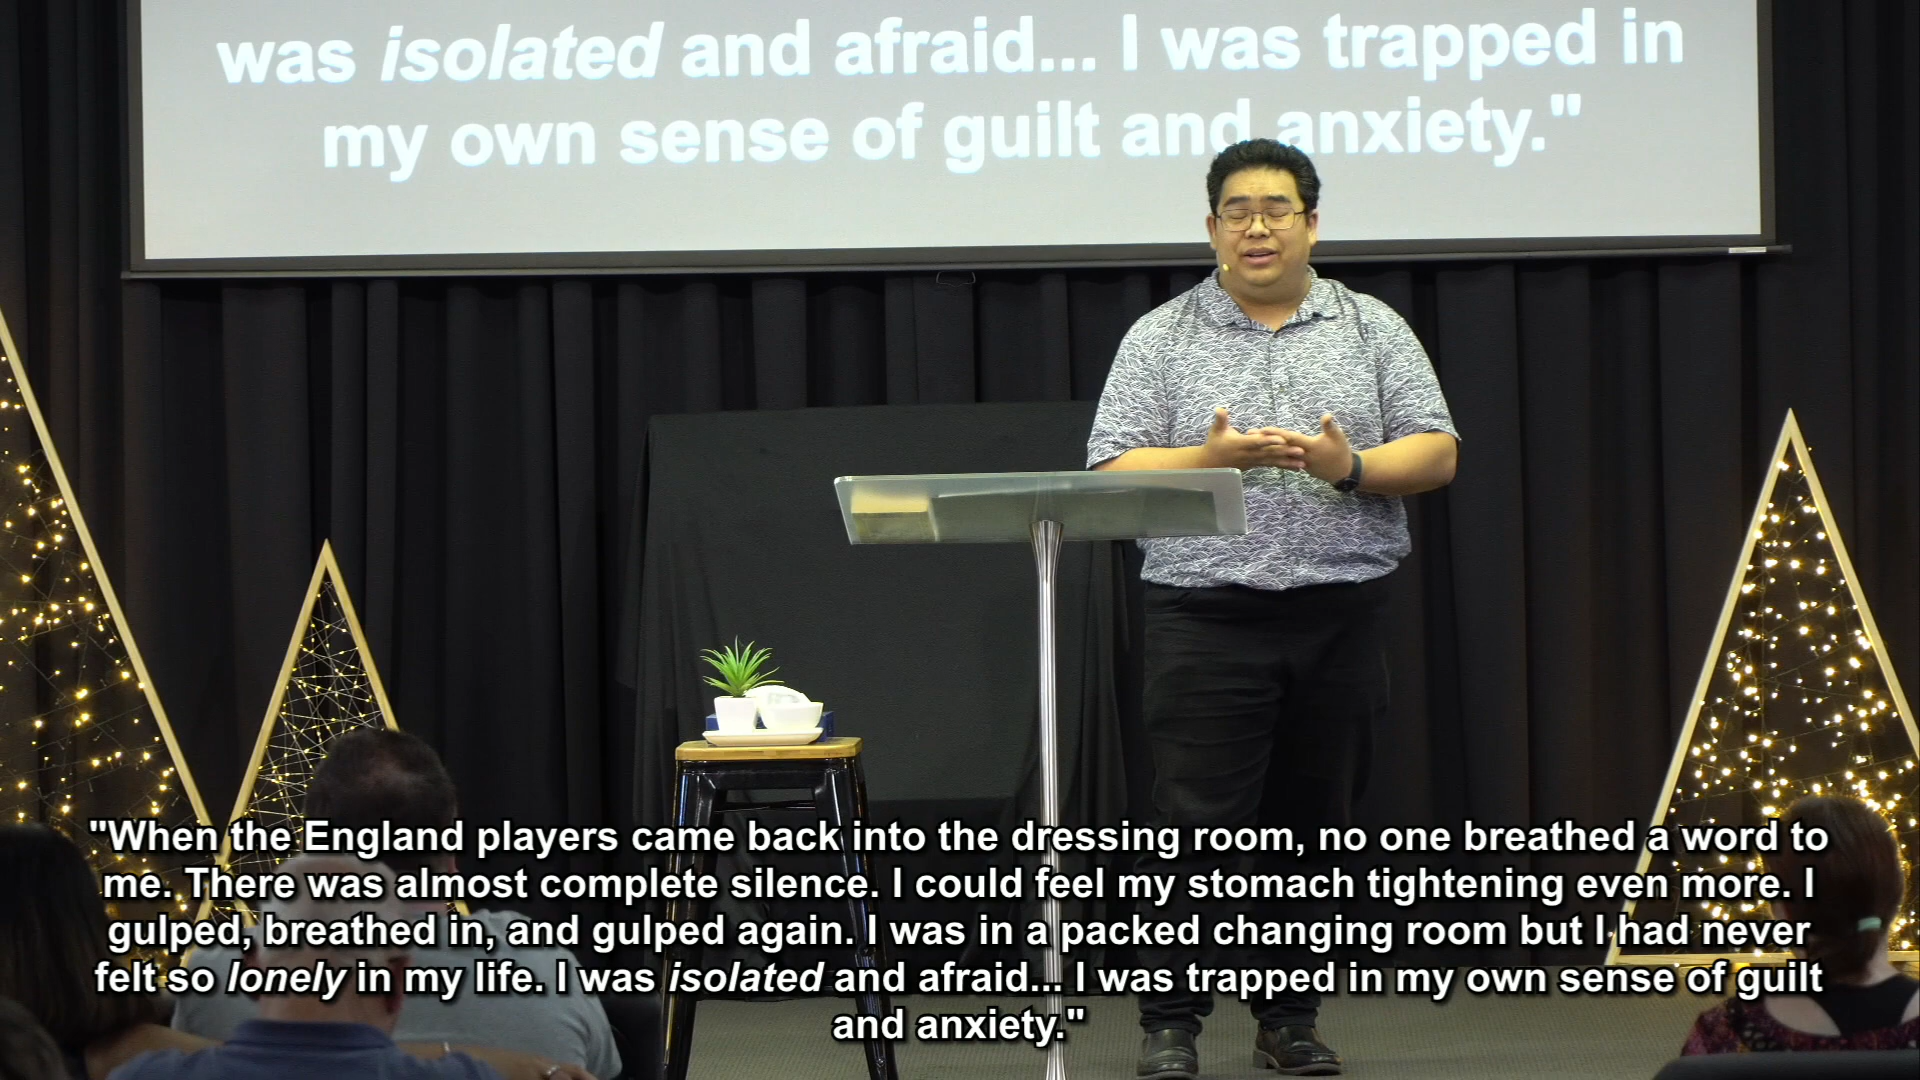 was isolated and afraid... I was trapped in
my own sense of guilt and anxiety."
"When the England players came back into the dressing room, no one breathed a word to
me. There was almost complete silence. I could feel my stomach tightening even more. I
gulped, breathed in, and gulped again. I was in a packed changing room but I had never
felt so lonely in my life. I was isolated and afraid... I was trapped in my own sense of guilt
and anxiety."